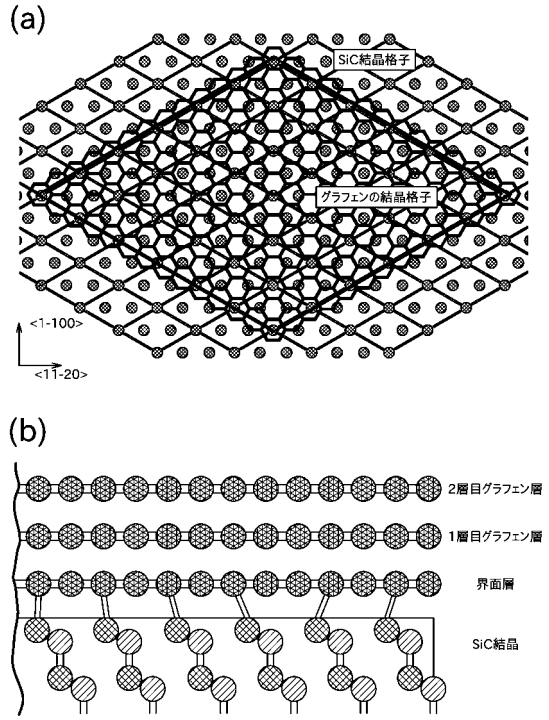 (a)
SiC結晶格子
グラフェンの結晶格子
<1-100>
<11-20>
(b)
2層目グラフェン層
1層目グラフェン層
界面層
SiC結晶